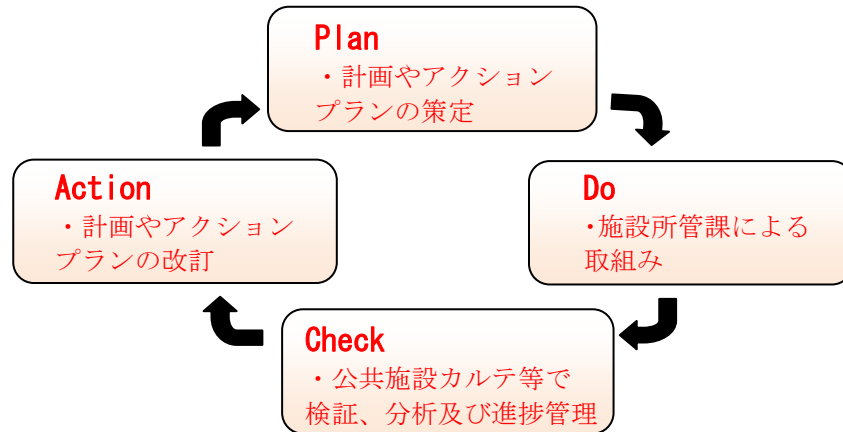 Plan
・計画やアクション
プランの策定
Action
・計画やアクション
プランの改訂
Do
・施設所管課による
取組み
Check
・公共施設カルテ等で
検証、分析及び進捗管理